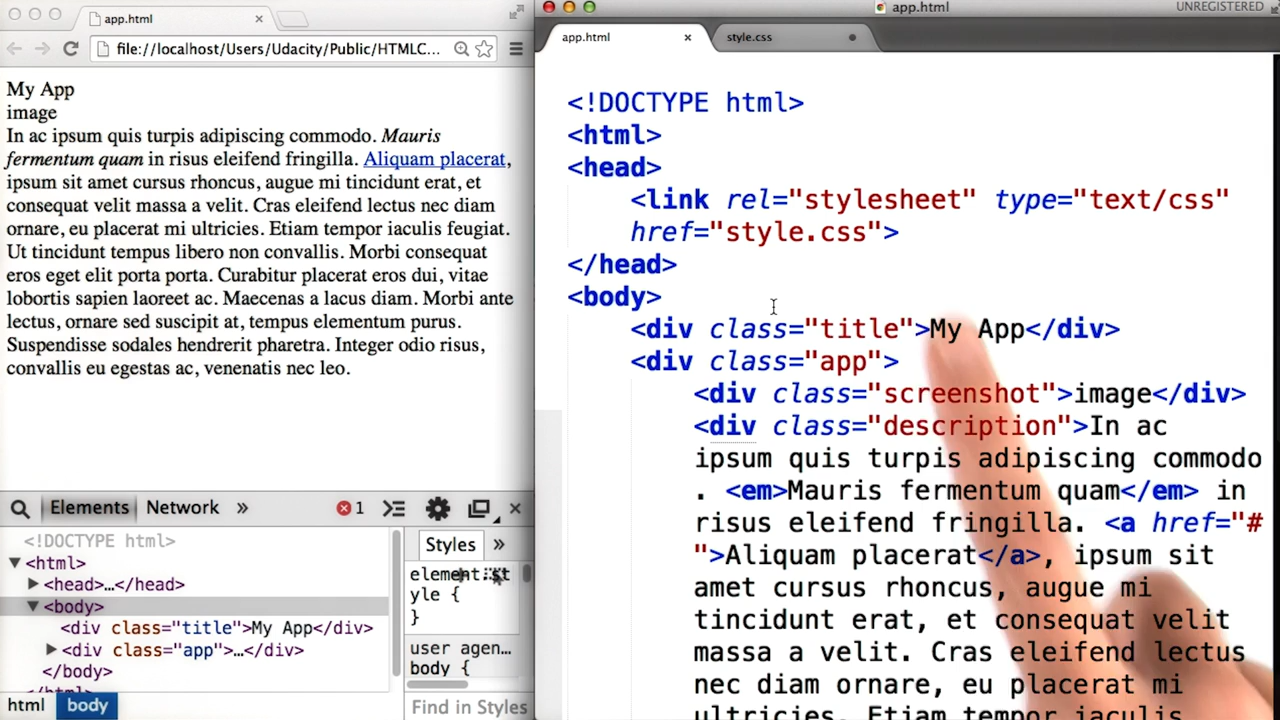 app.html
file://localhost/Users/Udacity/Public/HTMLC...
My App
image
In ac ipsum quis turpis adipiscing commodo. Mauris
fermentum quam in risus eleifend fringilla. Aliquam placerat,
ipsum sit amet cursus rhoncus, augue mi tincidunt erat, et
consequat velit massa a velit. Cras eleifend lectus nec diam
ornare, eu placerat mi ultricies. Etiam tempor iaculis feugiat.
Ut tincidunt tempus libero non convallis. Morbi consequat
eros eget elit porta porta. Curabitur placerat eros dui, vitae
lobortis sapien laoreet ac. Maecenas a lacus diam. Morbi ante
lectus, ornare sed suscipit at, tempus elementum purus.
Suspendisse sodales hendrerit pharetra. Integer odio risus,
convallis eu egestas ac, venenatis nec leo.
Elements Network » 1
<!DOCTYPE html>
<html>
<head>…</head>
<body>
<div class="title">My App</div>
<div class="app">…</div>
</body>
</html>
html body
Styles »
element.st
yle {
}
user agen…
body {
Find in Styles
app.html UNREGISTERED
app.html style.css
<!DOCTYPE html>
<html>
<head>
<link rel="stylesheet" type="text/css"
href="style.css">
</head>
<body>
<div class="title">My App</div>
<div class="app">
<div class="screenshot">image</div>
<div class="description">In ac
ipsum quis turpis adipiscing commodo
. <em>Mauris fermentum quam</em> in
risus eleifend fringilla. <a href="#
">Aliquam placerat</a>, ipsum sit
amet cursus rhoncus, augue mi
tincidunt erat, et consequat velit
massa a velit. Cras eleifend lectus
nec diam ornare, eu placerat mi
ultricies. Etiam tempor iaculis